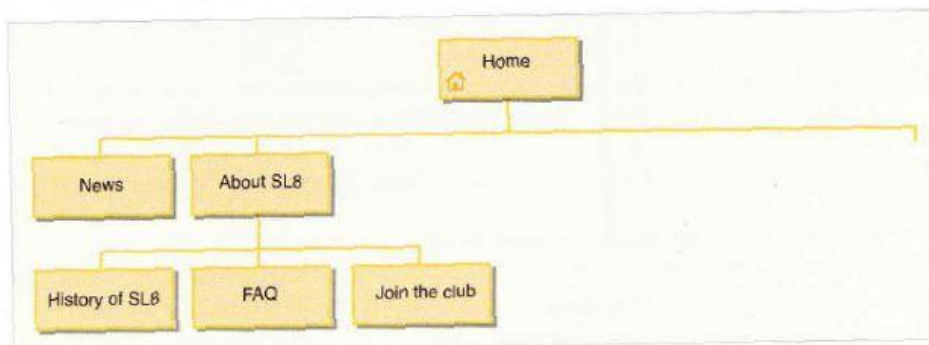 Home
News
About SL8
History of SL8
FAQ
Join the club